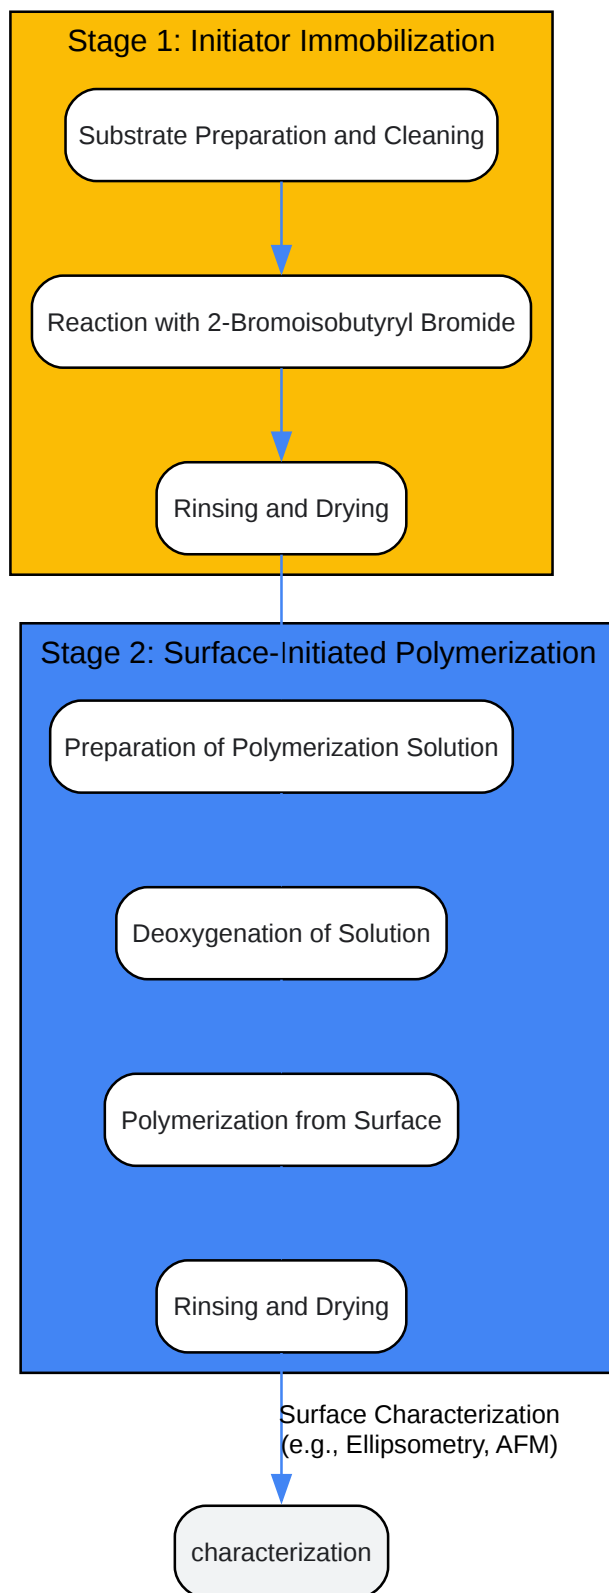 Stage 1: Initiator Immobilization
Substrate Preparation and Cleaning
Reaction with 2-Bromoisobutyryl Bromide
Rinsing and Drying
Stage 2: Surface-Initiated Polymerization
Preparation of Polymerization Solution
Deoxygenation of Solution
Polymerization from Surface
Rinsing and Drying
Surface Characterization
(e.g., Ellipsometry, AFM)
characterization